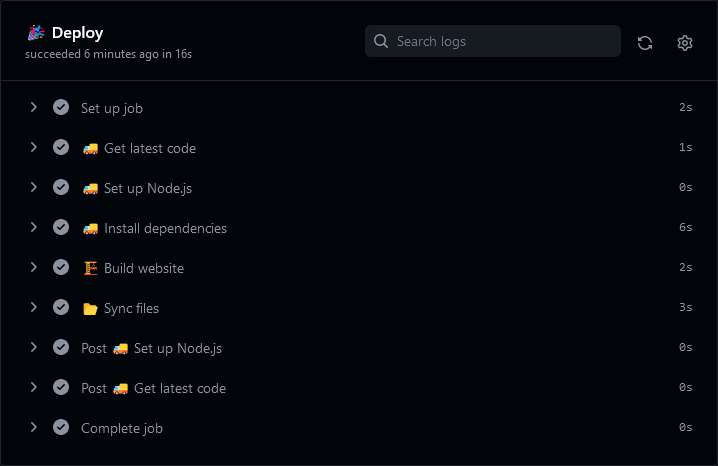 🎉 Deploy
succeeded 6 minutes ago in 16s
Search logs
Set up job 2s
🚚 Get latest code 1s
🚚 Set up Node.js 0s
🚚 Install dependencies 6s
🏗 Build website 2s
📂 Sync files 3s
Post 🚚 Set up Node.js 0s
Post 🚚 Get latest code 0s
Complete job 0s